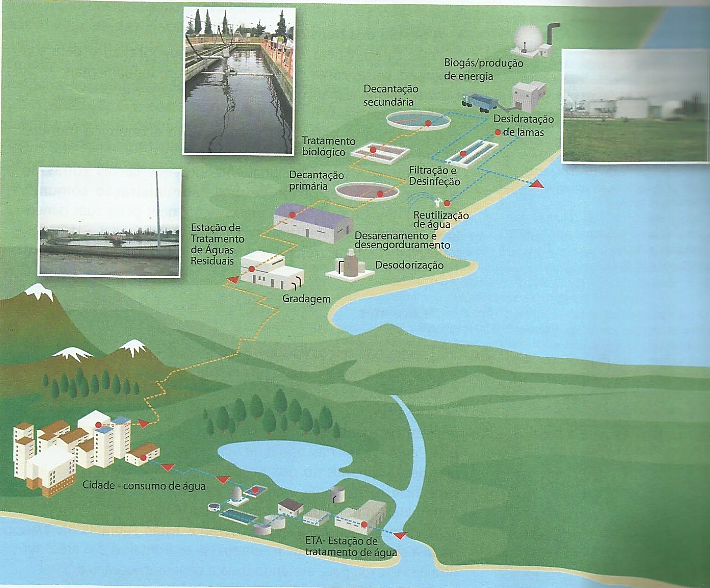 Biogás/produção
de energia
Decantação
secundária
Desidratação
de lamas
Tratamento
biológico
Decantação
primária
Filtração e
Desinfeção
Reutilização
de água
Estação de
Tratamento
de Águas
Residuais
Desarenamento e
desengorduramento
Desodorização
Gradagem
Cidade - consumo de água
ETA- Estação de
tratamento de água